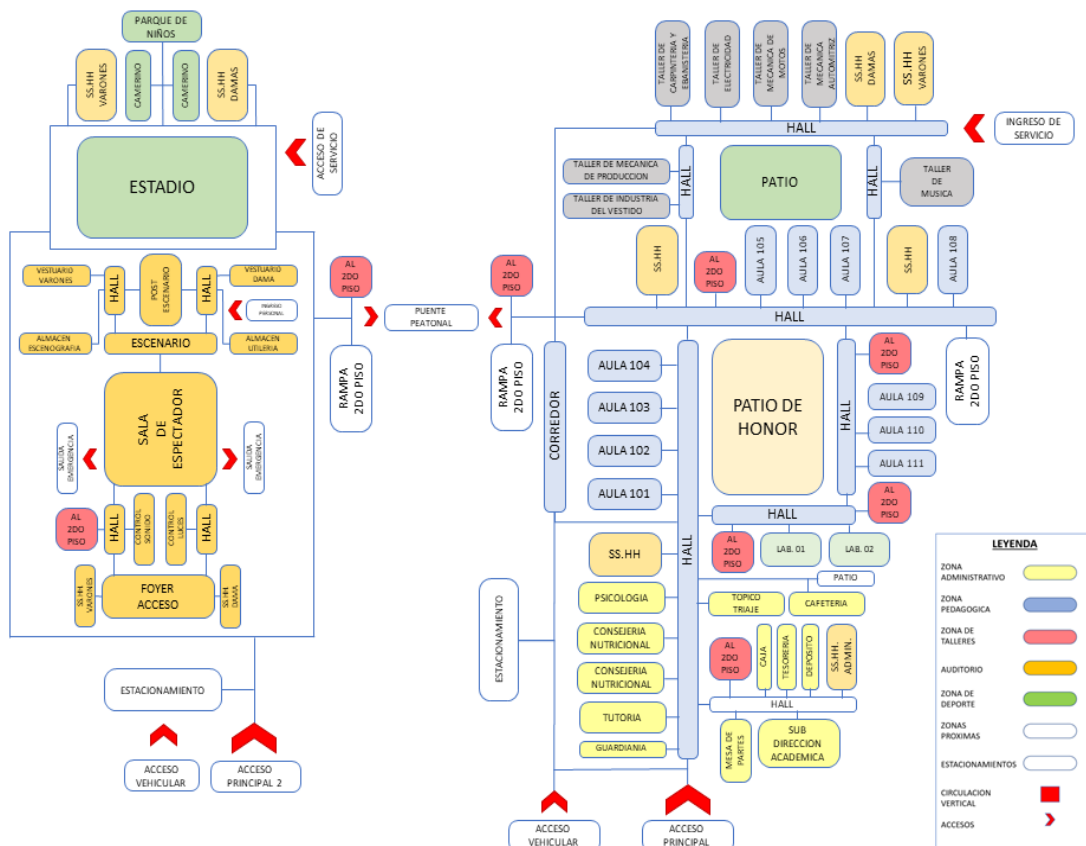 PARQUE DE
NIÑOS
SS.HH
VARONES
CAMERINO
CAMERINO
SS.HH
DAMAS
ACCESO DE
SERVICIO
ESTADIO
VESTUARIO
VARONES
HALL
POST
ESCENARIO
HALL
VESTUARIO
DAMA
INGRESO
PERSONAL
ALMACEN
ESCENOGRAFIA
ESCENARIO
ALMACEN
UTILERIA
SALA
DE
ESPECTADOR
SALIDA
EMERGENCIA
SALIDA
EMERGENCIA
AL
2DO
PISO
HALL
CONTROL
SONIDO
CONTROL
LUCES
HALL
SS.HH
VARONES
FOYER
ACCESO
SS.HH
DAMA
ESTACIONAMIENTO
ACCESO
VEHICULAR
ACCESO
PRINCIPAL 2
AL
2DO
PISO
RAMPA
2DO PISO
PUENTE
PEATONAL
AL
2DO
PISO
RAMPA
2DO PISO
TALLER DE
CARPINTERIA Y
EBANISTERIA
TALLER DE
ELECTRICIDAD
TALLER DE
MECANICA DE
MOTOS
TALLER DE
MECANICA
AUTOMITRIZ
SS.HH
DAMAS
SS.HH
VARONES
HALL
INGRESO DE
SERVICIO
TALLER DE MECANICA
DE PRODUCCION
TALLER DE INDUSTRIA
DEL VESTIDO
HALL
PATIO
HALL
TALLER
DE
MUSICA
SS.HH
AL
2DO
PISO
AULA 105
AULA 106
AULA 107
SS.HH
AULA 108
HALL
CORREDOR
AULA 104
AULA 103
AULA 102
AULA 101
HALL
PATIO DE
HONOR
HALL
AL
2DO
PISO
RAMPA
2DO PISO
AULA 109
AULA 110
AULA 111
AL
2DO
PISO
HALL
SS.HH
AL
2DO
PISO
LAB. 01
LAB. 02
PATIO
PSICOLOGIA
TOPICO
TRIAJE
CAFETERIA
ESTACIONAMIENTO
CONSEJERIA
NUTRICIONAL
CONSEJERIA
NUTRICIONAL
TUTORIA
GUARDIANIA
AL
2DO
PISO
CAJA
TESORERIA
DEPOSITO
SS.HH.
ADMIN.
HALL
MESA DE
PARTES
SUB
DIRECCION
ACADEMICA
ACCESO
VEHICULAR
ACCESO
PRINCIPAL
LEYENDA
ZONA
ADMINISTRATIVO
ZONA
PEDAGOGICA
ZONA DE
TALLERES
AUDITORIO
ZONA DE
DEPORTE
ZONAS
PROXIMAS
ESTACIONAMIENTOS
CIRCULACION
VERTICAL
ACCESOS